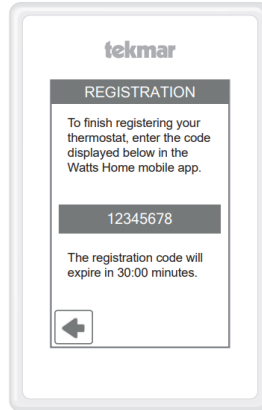 tekmar
REGISTRATION
To finish registering your
thermostat, enter the code
displayed below in the
Watts Home mobile app.
12345678
The registration code will
expire in 30:00 minutes.